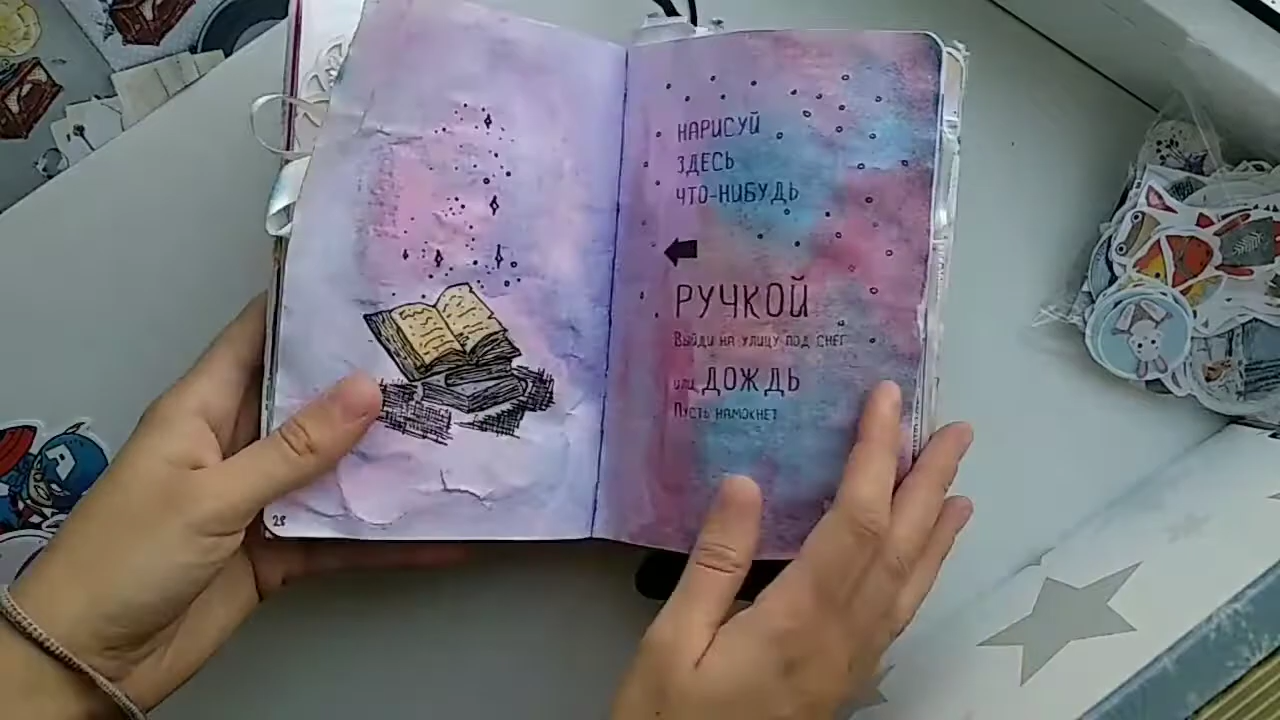 28
НАРИСУЙ
ЗДЕСЬ
ЧТО-НИБУДЬ
РУЧКОЙ
Выйди на улицу под снег
или ДОЖДЬ
Пусть намокнет